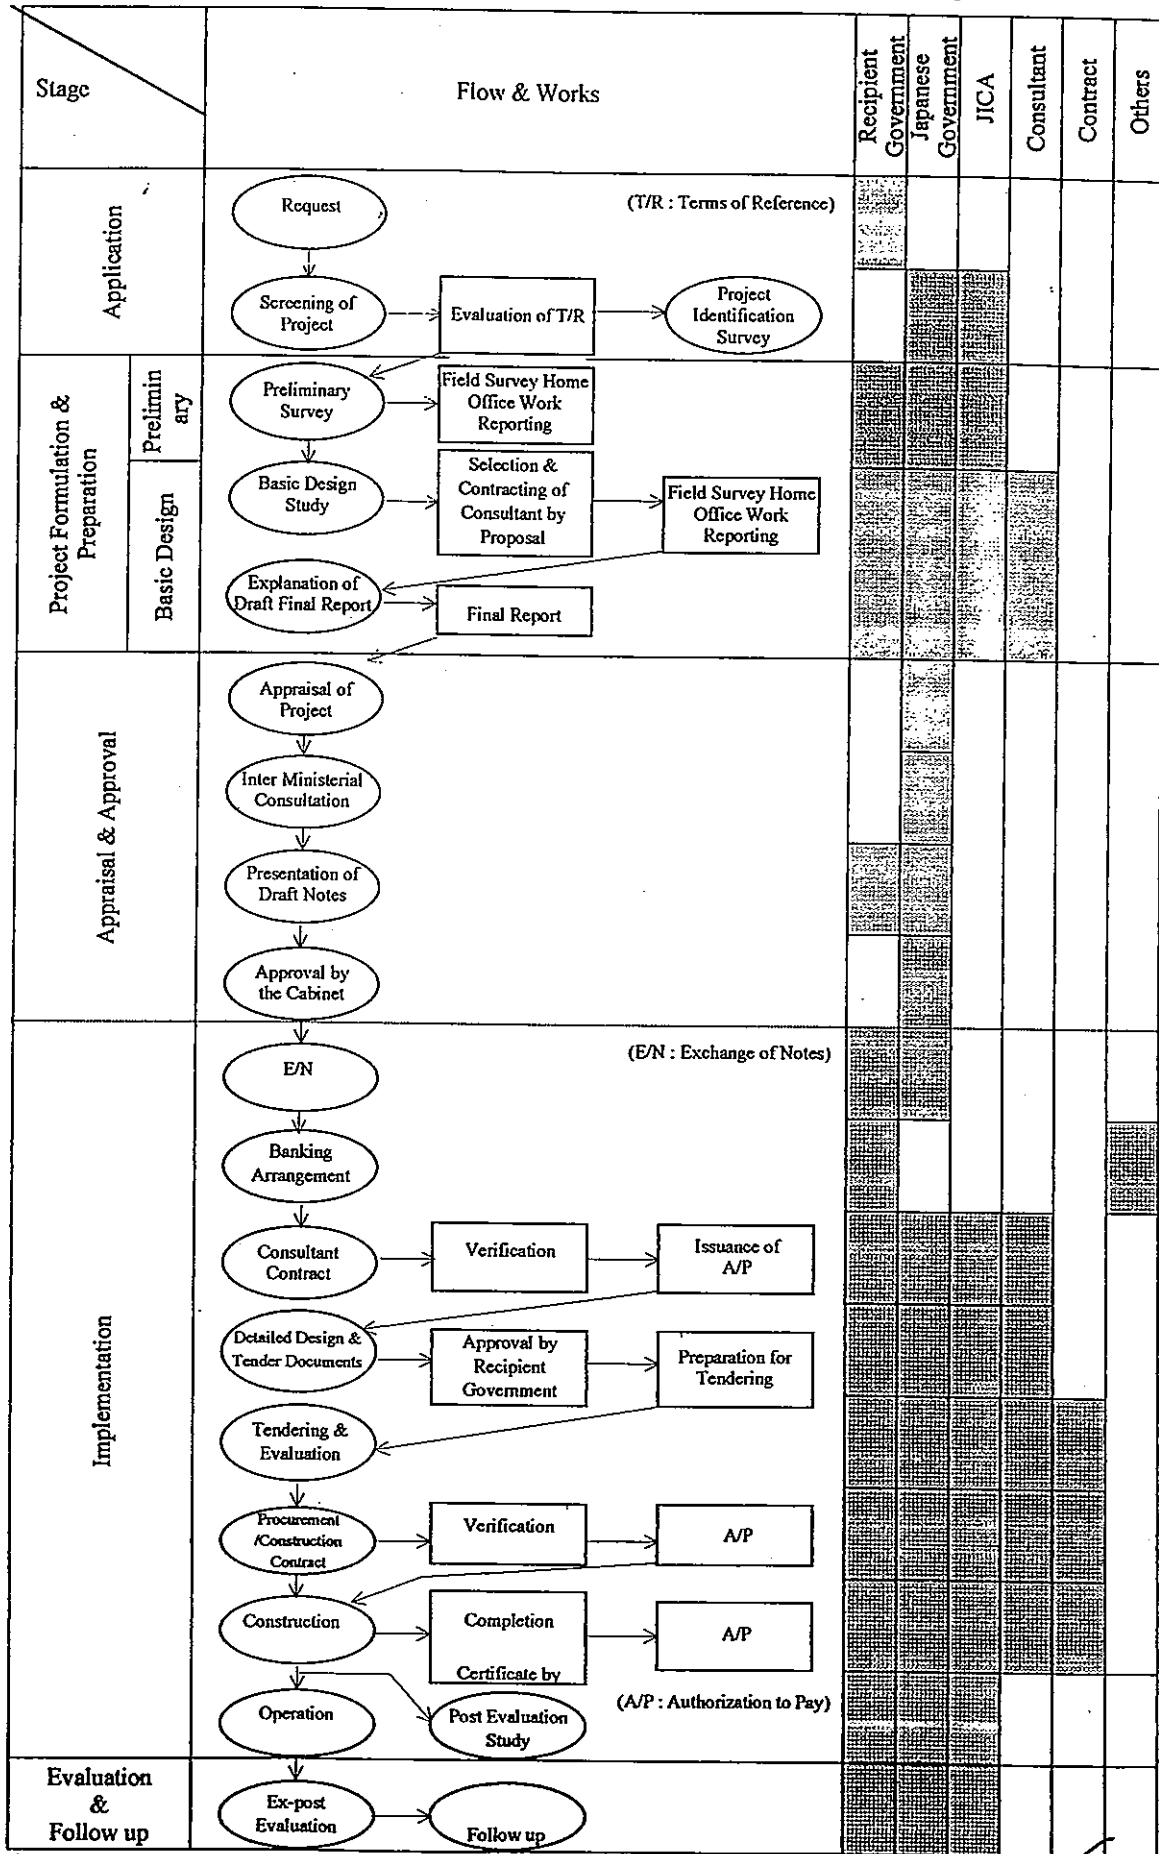 Stage
Flow & Works
Recipient
Government
Japanese
Government
JICA
Consultant
Contract
Others
Application
Request
(T/R : Terms of Reference)
Screening of
Project
Evaluation of T/R
Project
Identification
Survey
Project Formulation &
Preparation
Prelimin
ary
Preliminary
Survey
Field Survey Home
Office Work
Reporting
Basic Design
Basic Design
Study
Selection &
Contracting of
Consultant by
Proposal
Field Survey Home
Office Work
Reporting
Explanation of
Draft Final Report
Final Report
Appraisal & Approval
Appraisal of
Project
Inter Ministerial
Consultation
Presentation of
Draft Notes
Approval by
the Cabinet
Implementation
E/N
(E/N : Exchange of Notes)
Banking
Arrangement
Consultant
Contract
Verification
Issuance of
A/P
Detailed Design &
Tender Documents
Approval by
Recipient
Government
Preparation for
Tendering
Tendering &
Evaluation
Procurement
/Construction
Contract
Verification
A/P
Construction
Completion
Certificate by
A/P
Operation
Post Evaluation
Study
(A/P : Authorization to Pay)
Evaluation
&
Follow up
Ex-post
Evaluation
Follow up